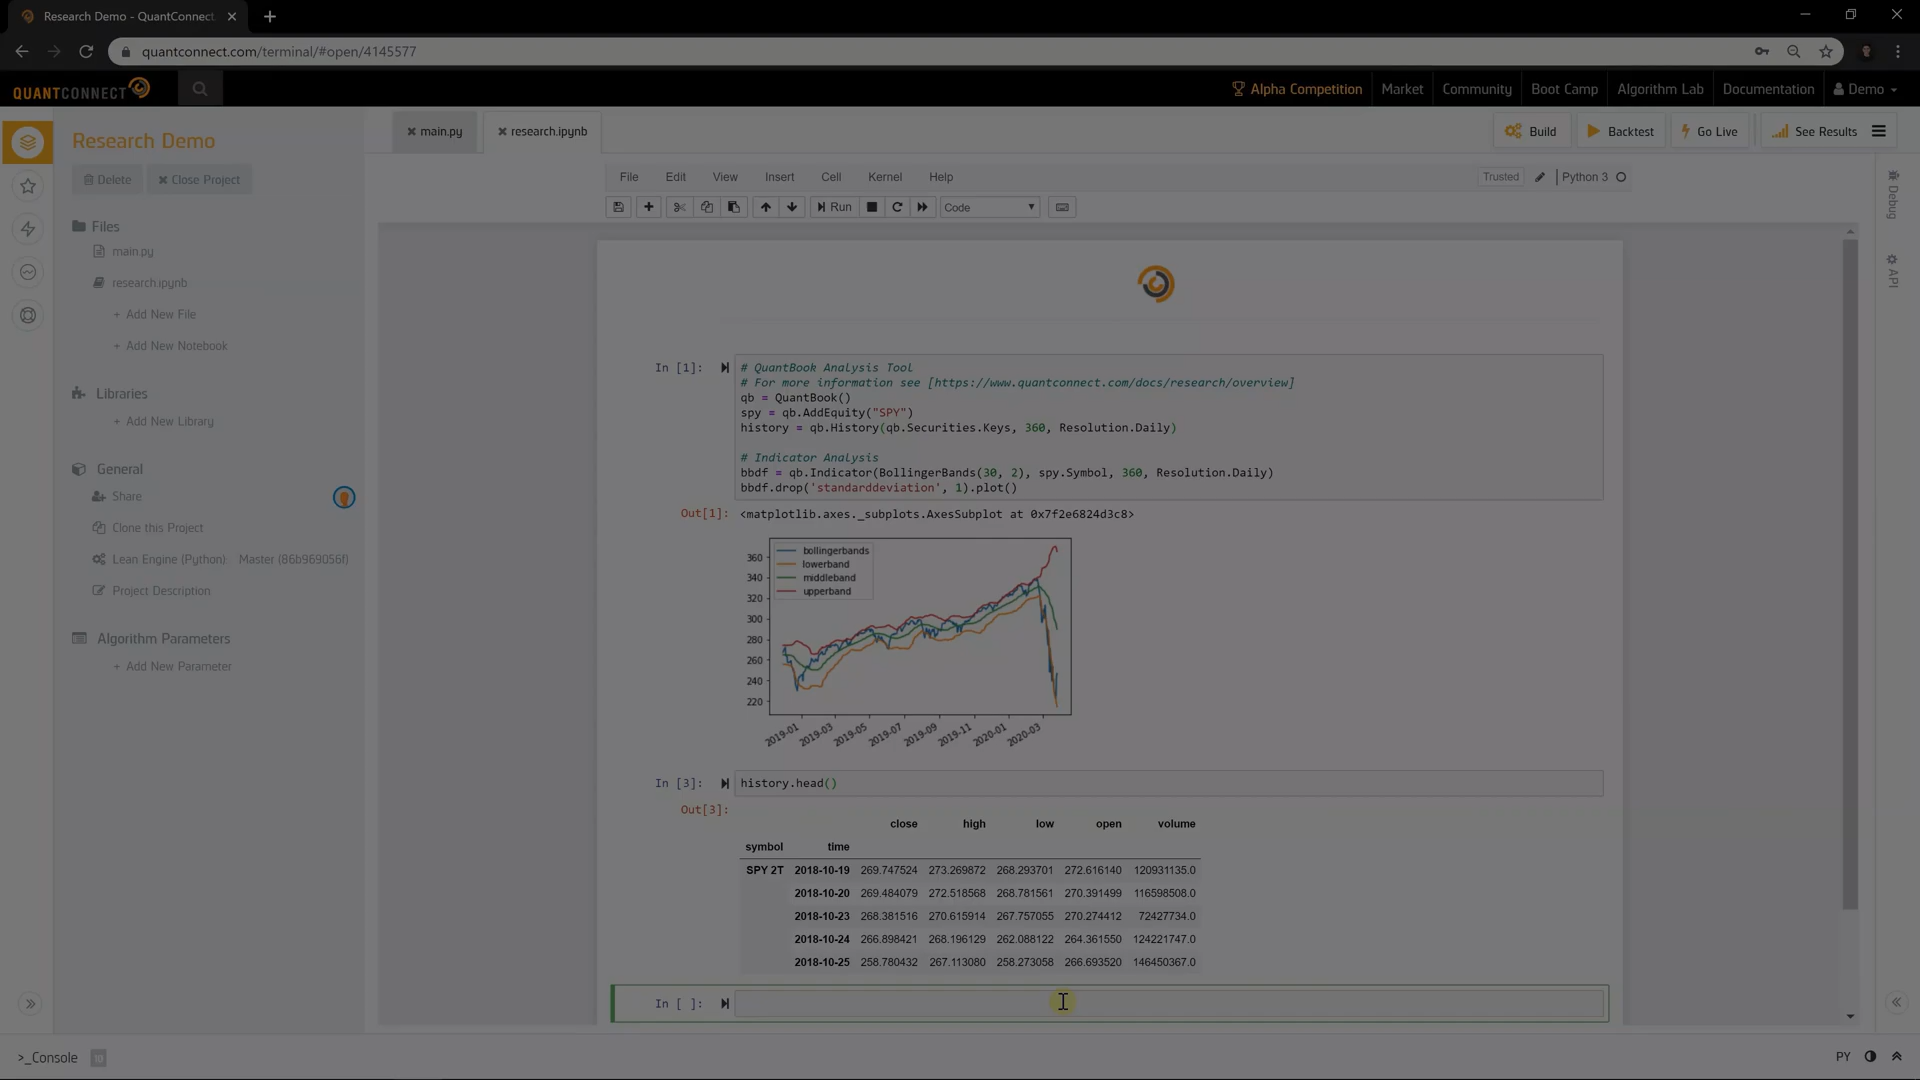 Research Demo - QuantConnect
quantconnect.com/terminal/#open/4145577
QUANTCONNECT
Alpha Competition
Market
Community
Boot Camp
Algorithm Lab
Documentation
Demo
Research Demo
main.py
research.ipynb
Build
Backtest
Go Live
See Results
Delete
Close Project
File
Edit
View
Insert
Cell
Kernel
Help
Trusted
Python 3
Run
Code
Debug
API
Files
main.py
research.ipynb
+ Add New File
+ Add New Notebook
Libraries
+ Add New Library
General
Share
Clone this Project
Lean Engine (Python): Master (86b969056f)
Project Description
Algorithm Parameters
+ Add New Parameter
In [1]:
# QuantBook Analysis Tool
# For more information see [https://www.quantconnect.com/docs/research/overview]
qb = QuantBook()
spy = qb.AddEquity("SPY")
history = qb.History(qb.Securities.Keys, 360, Resolution.Daily)
# Indicator Analysis
bbdf = qb.Indicator(BollingerBands(30, 2), spy.Symbol, 360, Resolution.Daily)
bbdf.drop('standarddeviation', 1).plot()
Out[1]: <matplotlib.axes._subplots.AxesSubplot at 0x7f2e6824d3c8>
bollingerbands
lowerband
middleband
upperband
360
340
320
300
280
260
240
220
2019-01
2019-03
2019-05
2019-07
2019-09
2019-11
2020-01
2020-03
In [3]: history.head()
Out[3]:
close high low open volume
symbol time
SPY 2T 2018-10-19 269.747524 273.269872 268.293701 272.616140 120931135.0
2018-10-20 269.484079 272.518568 268.781561 270.391499 116598508.0
2018-10-23 268.381516 270.615914 267.757055 270.274412 72427734.0
2018-10-24 266.898421 268.196129 262.088122 264.361550 124221747.0
2018-10-25 258.780432 267.113080 258.273058 266.693520 146450367.0
In [ ]:
>_Console
PY